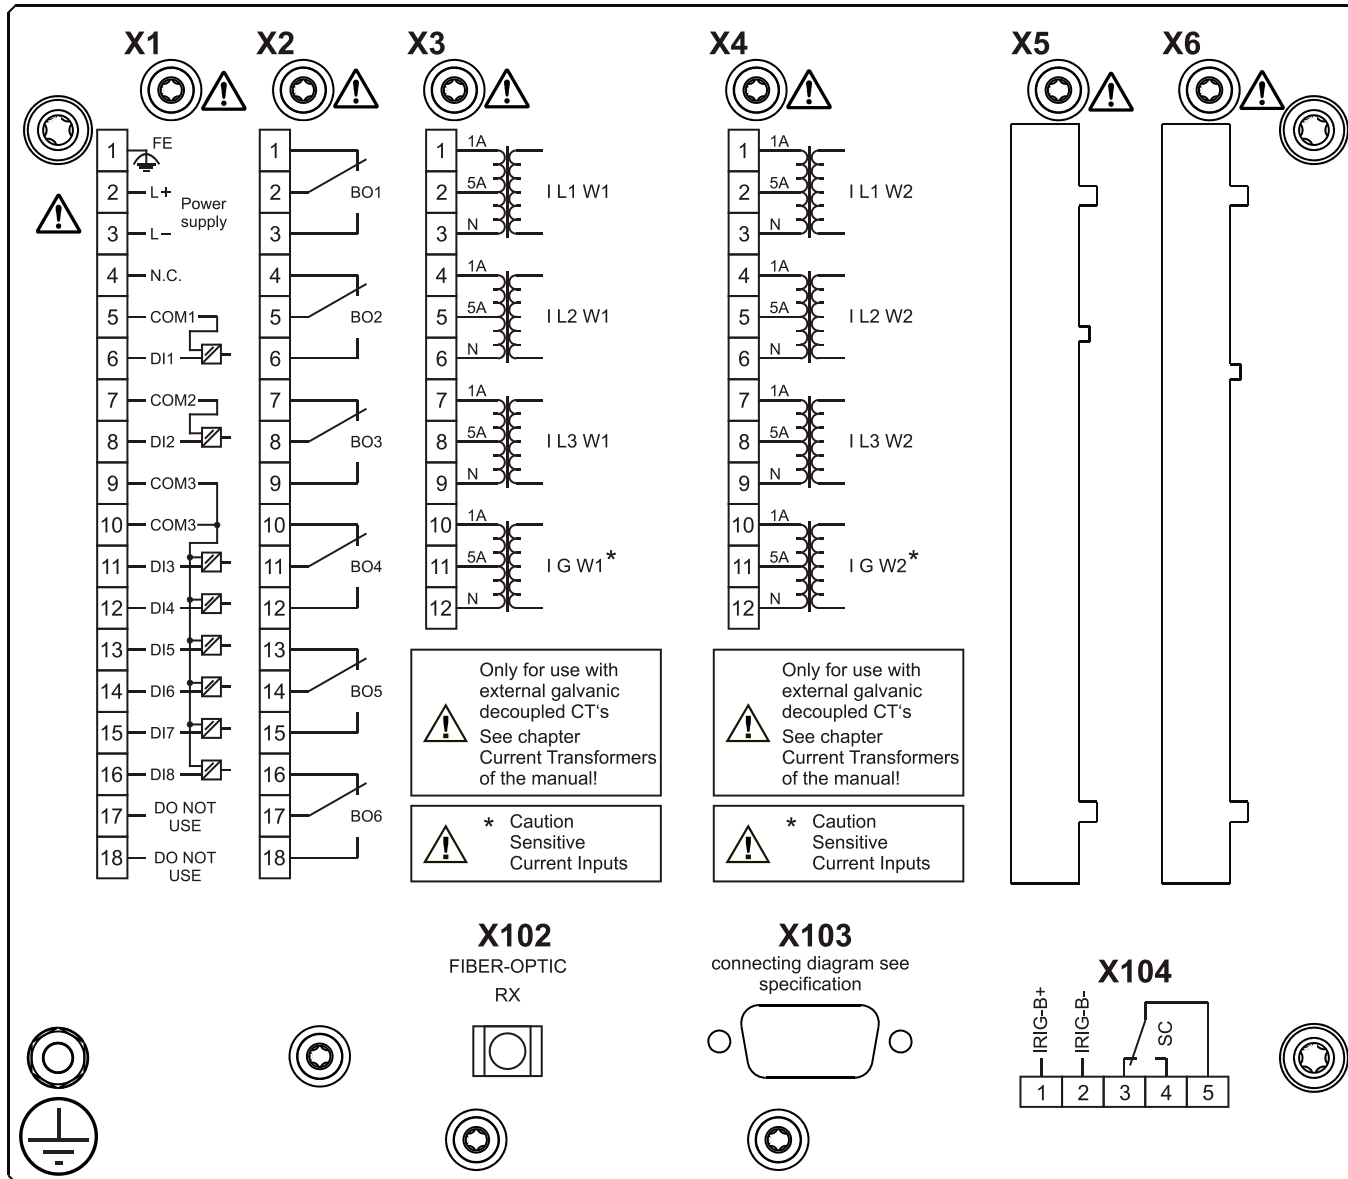 X1
X2
X3
X4
X5
X6
1 FE
2 L+
Power
supply
3 L−
4 N.C.
5 COM1
6 DI1
7 COM2
8 DI2
9 COM3
10 COM3
11 DI3
12 DI4
13 DI5
14 DI6
15 DI7
16 DI8
17 DO NOT
USE
18 DO NOT
USE
1
2 BO1
3
4
5 BO2
6
7
8 BO3
9
10
11 BO4
12
13
14 BO5
15
16
17 BO6
18
1 1A
2 5A I L1 W1
3 N
4 1A
5 5A I L2 W1
6 N
7 1A
8 5A I L3 W1
9 N
10 1A
11 5A I G W1*
12 N
Only for use with
external galvanic
decoupled CT‘s
See chapter
Current Transformers
of the manual!
* Caution
Sensitive
Current Inputs
1 1A
2 5A I L1 W2
3 N
4 1A
5 5A I L2 W2
6 N
7 1A
8 5A I L3 W2
9 N
10 1A
11 5A I G W2*
12 N
Only for use with
external galvanic
decoupled CT‘s
See chapter
Current Transformers
of the manual!
* Caution
Sensitive
Current Inputs
X102
FIBER-OPTIC
RX
X103
connecting diagram see
specification
X104
IRIG-B+
IRIG-B-
SC
1 2 3 4 5